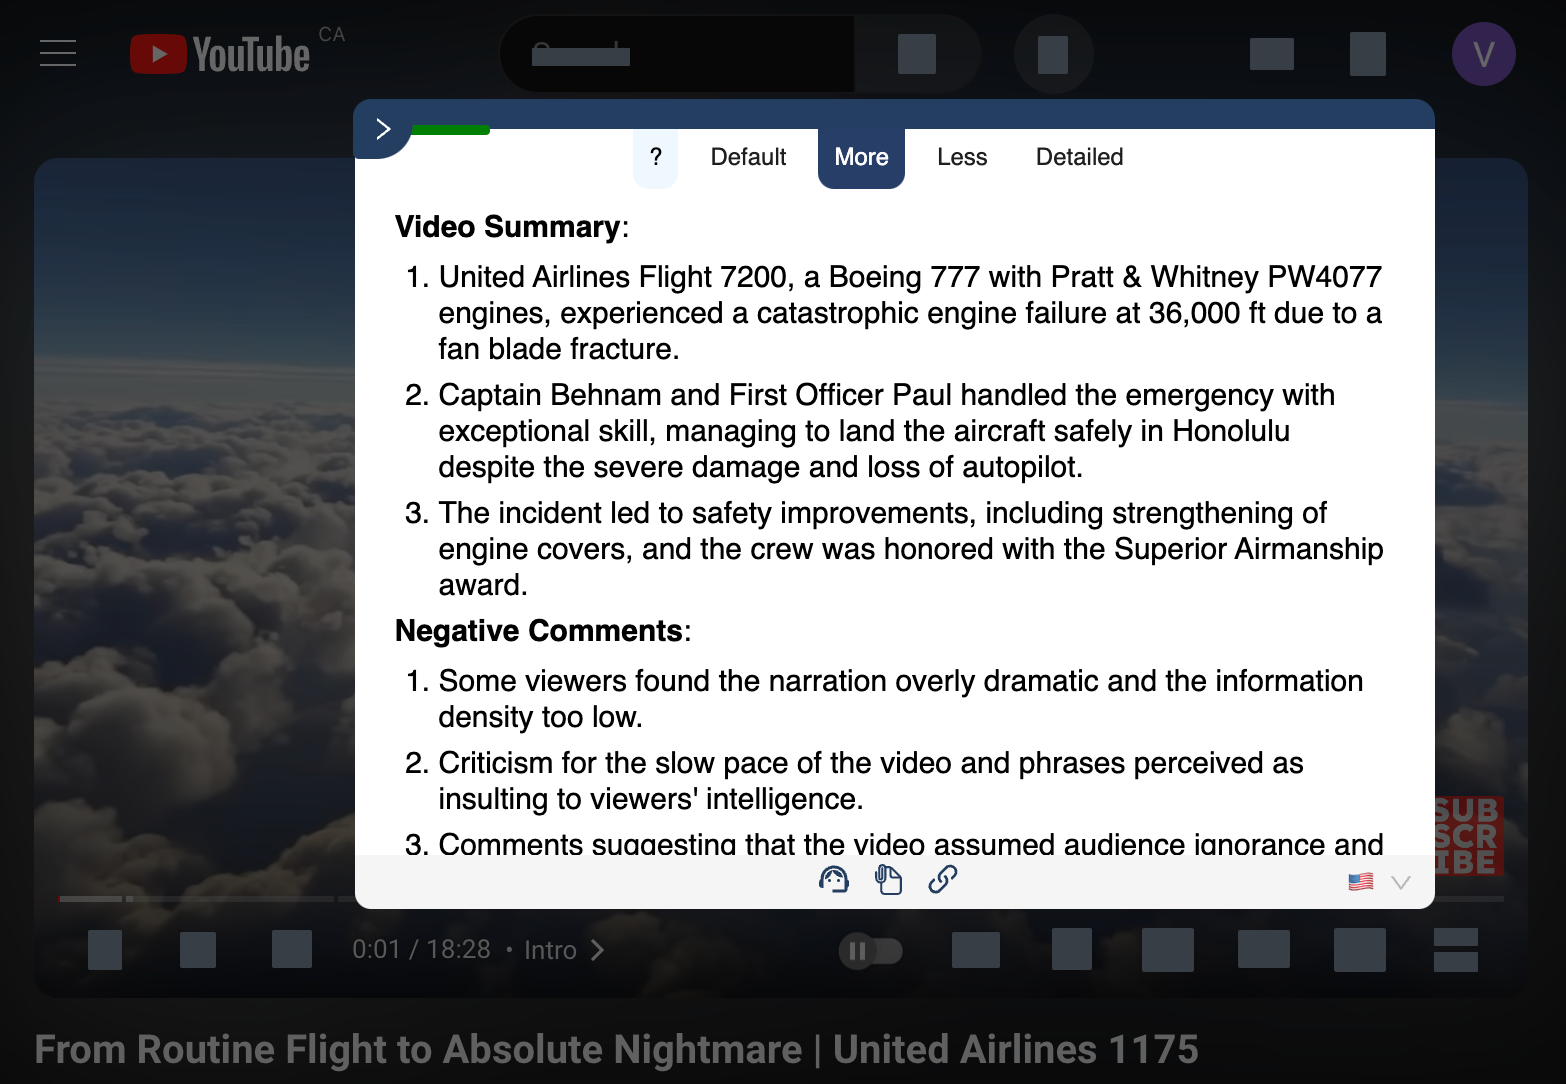 YouTube CA
V
? Default More Less Detailed
Video Summary:
1. United Airlines Flight 7200, a Boeing 777 with Pratt & Whitney PW4077
engines, experienced a catastrophic engine failure at 36,000 ft due to a
fan blade fracture.
2. Captain Behnam and First Officer Paul handled the emergency with
exceptional skill, managing to land the aircraft safely in Honolulu
despite the severe damage and loss of autopilot.
3. The incident led to safety improvements, including strengthening of
engine covers, and the crew was honored with the Superior Airmanship
award.
Negative Comments:
1. Some viewers found the narration overly dramatic and the information
density too low.
2. Criticism for the slow pace of the video and phrases perceived as
insulting to viewers' intelligence.
3. Comments suggesting that the video assumed audience ignorance and
SUB
SCR
IBE
0:01 / 18:28 • Intro
From Routine Flight to Absolute Nightmare | United Airlines 1175